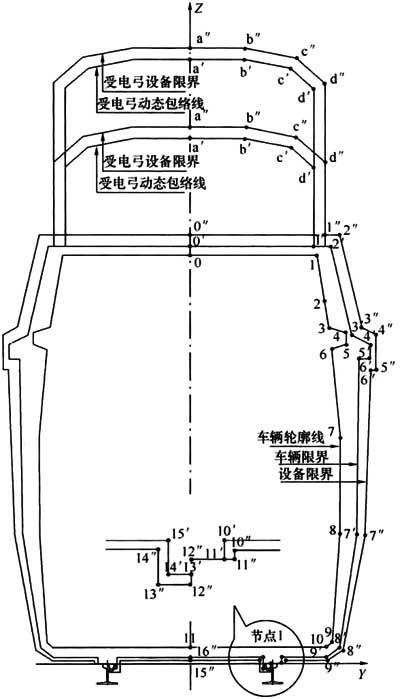 Z
a″ b″
c″
受电弓设备限界
a′ b′
c′
d″
受电弓动态包络线
d′
a″ b″
c″
受电弓设备限界
a′ b′
c′
d″
受电弓动态包络线
d′
0″ 1″ 2″
0′ 1′ 2′
0 1
2
3 3′ 3″
4 4′ 4″
5 5′ 5″
6 6′ 6″
7
车辆轮廓线
车辆限界
设备限界
8 7′ 7″
15′ 10′
14″ 12″ 11′ 10″
11″
14′ 13′
13″ 12″
节点1
11 10 9 8′
16″ 9′ 8″
15″ 9″ Y